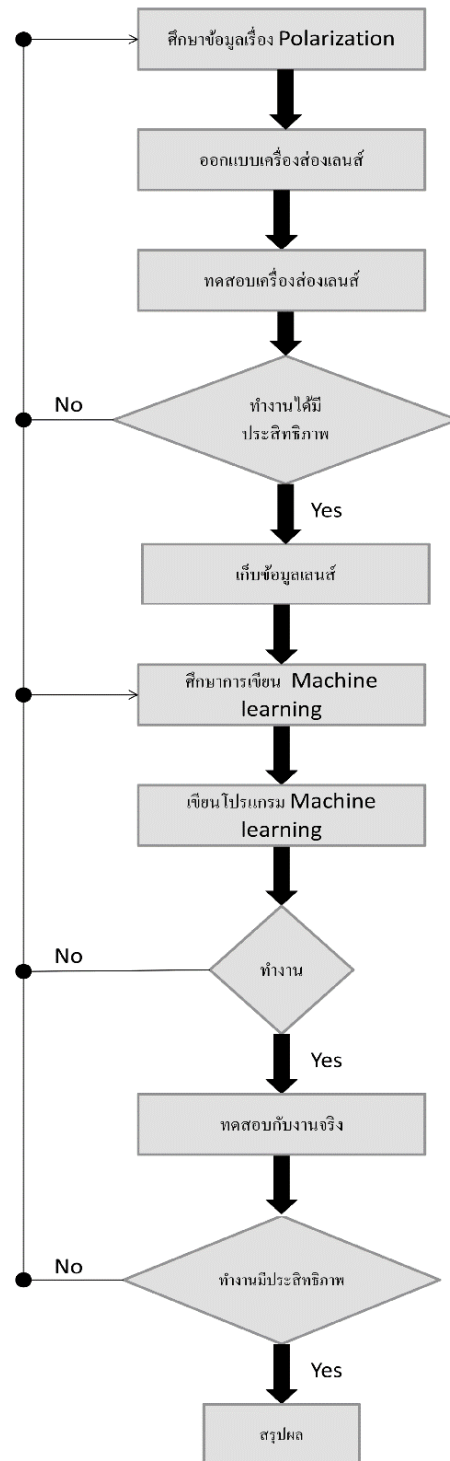 ศึกษาข้อมูลเรื่อง Polarization
ออกแบบเครื่องส่องเลนส์
ทดสอบเครื่องส่องเลนส์
No
ทำงานได้มี
ประสิทธิภาพ
Yes
เก็บข้อมูลเลนส์
ศึกษาการเขียน Machine
learning
เขียนโปรแกรม Machine
learning
No
ทำงาน
Yes
ทดสอบกับงานจริง
No
ทำงานมีประสิทธิภาพ
Yes
สรุปผล